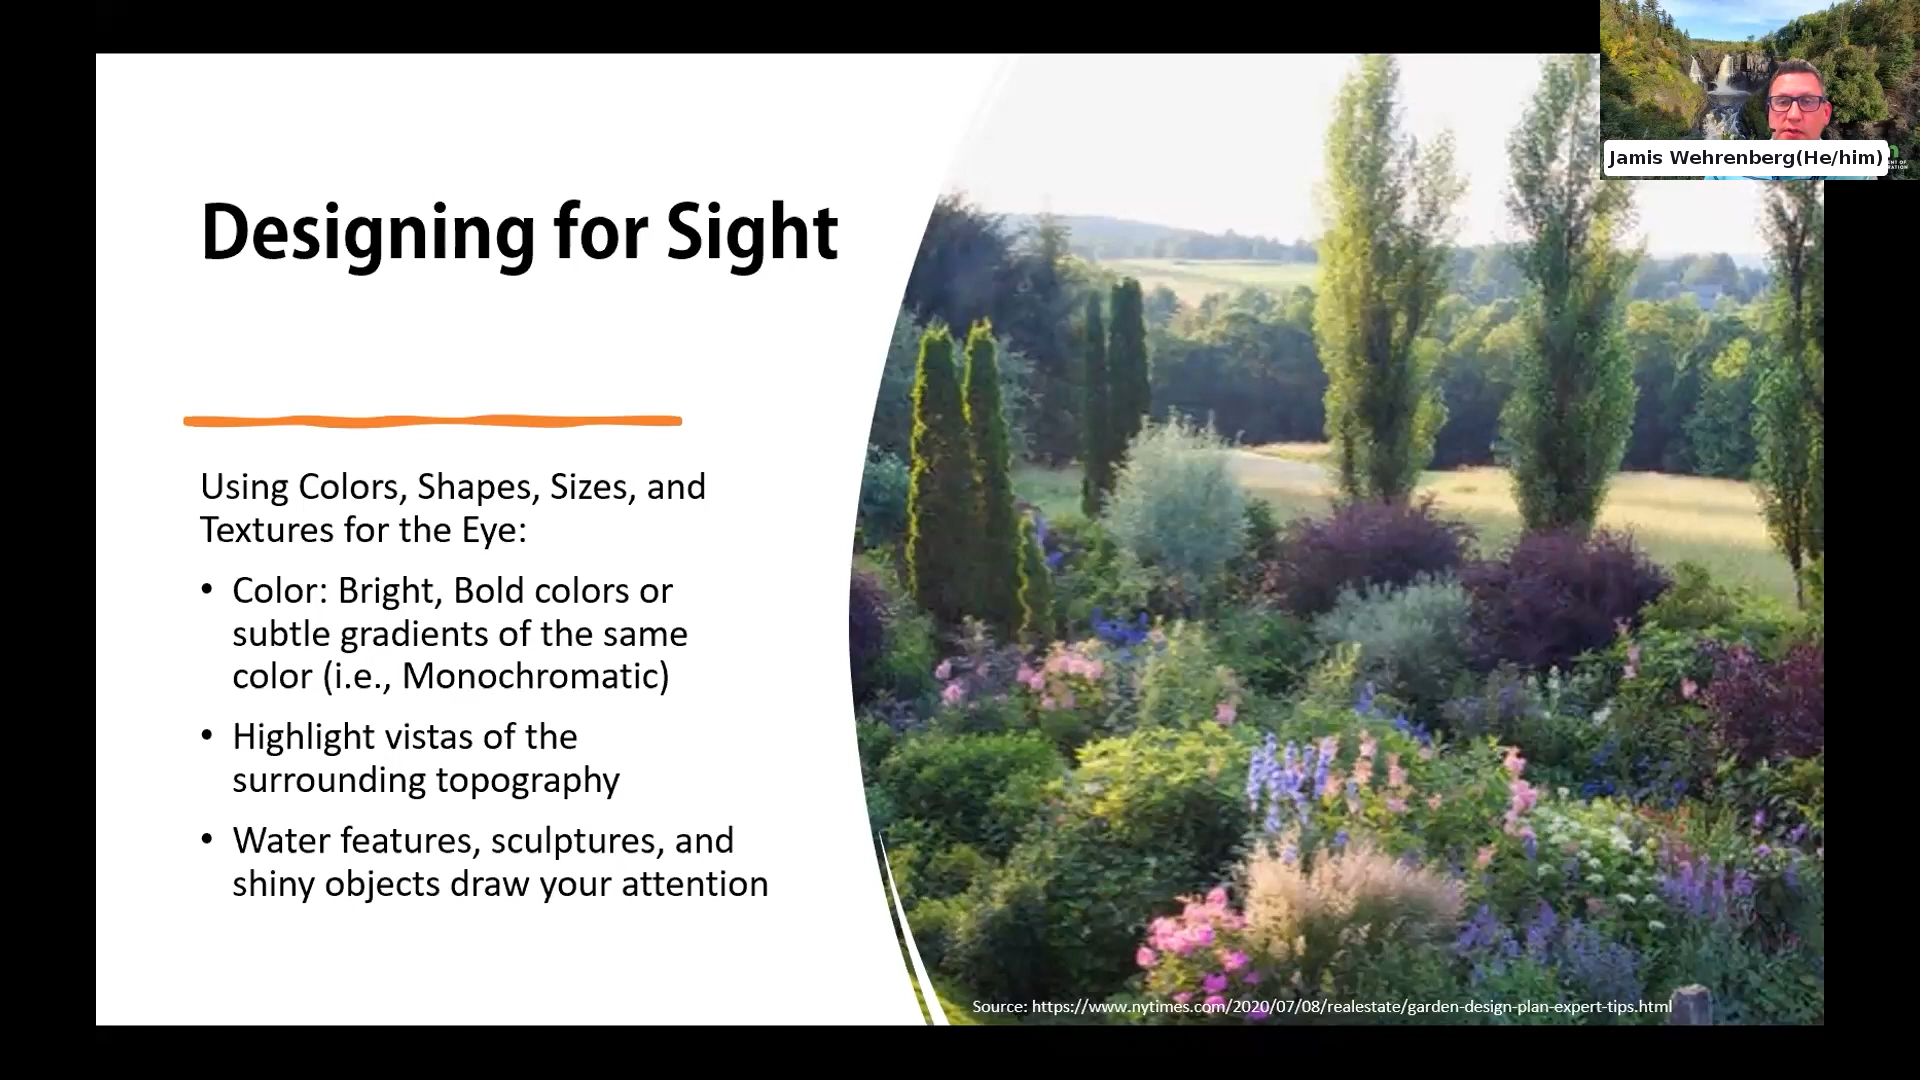 Jamis Wehrenberg(He/him)
Designing for Sight
Using Colors, Shapes, Sizes, and
Textures for the Eye:
• Color: Bright, Bold colors or
subtle gradients of the same
color (i.e., Monochromatic)
• Highlight vistas of the
surrounding topography
• Water features, sculptures, and
shiny objects draw your attention
Source: https://www.nytimes.com/2020/07/08/realestate/garden-design-plan-expert-tips.html